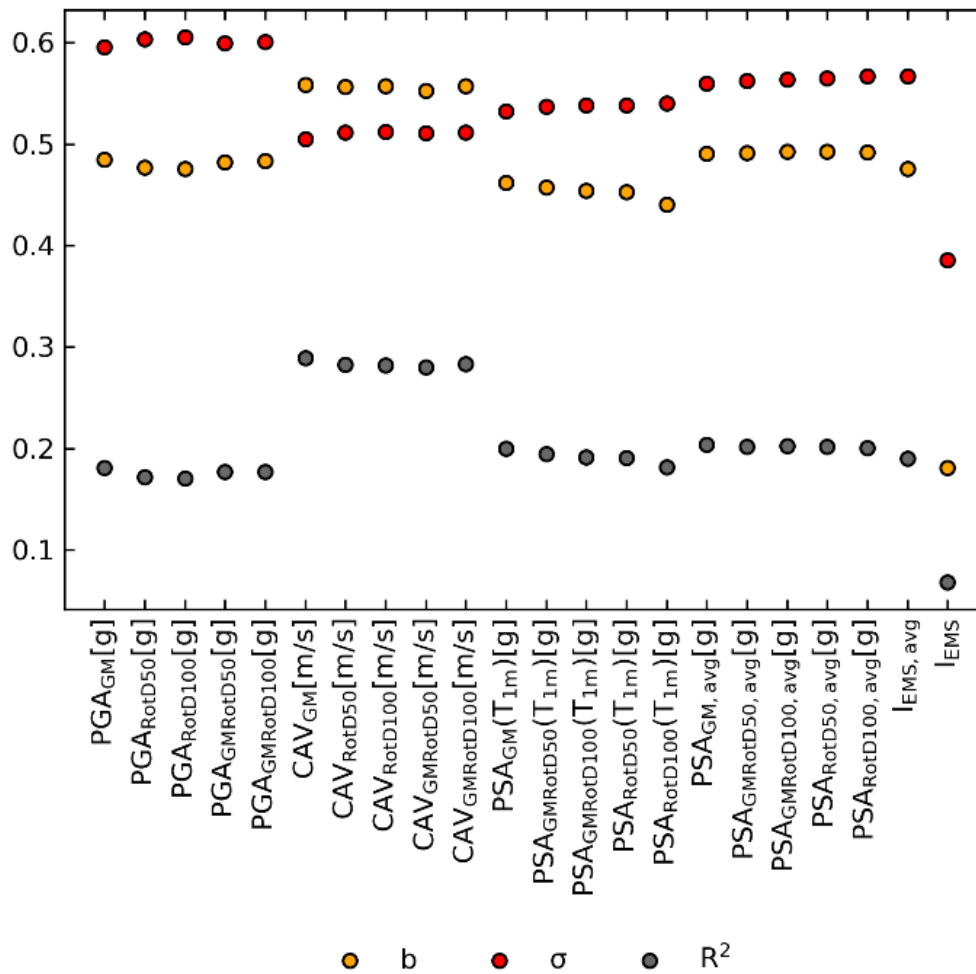 0.6
0.5
0.4
0.3
0.2
0.1
PGA_GM[g]
PGA_RotD50[g]
PGA_RotD100[g]
PGA_GMRotD50[g]
PGA_GMRotD100[g]
CAV_GM[m/s]
CAV_RotD50[m/s]
CAV_RotD100[m/s]
CAV_GMRotD50[m/s]
CAV_GMRotD100[m/s]
PSA_GM(T_1m)[g]
PSA_GMRotD50(T_1m)[g]
PSA_GMRotD100(T_1m)[g]
PSA_RotD50(T_1m)[g]
PSA_RotD100(T_1m)[g]
PSA_GM, avg[g]
PSA_GMRotD50, avg[g]
PSA_GMRotD100, avg[g]
PSA_RotD50, avg[g]
PSA_RotD100, avg[g]
I_EMS, avg
I_EMS
b σ R²